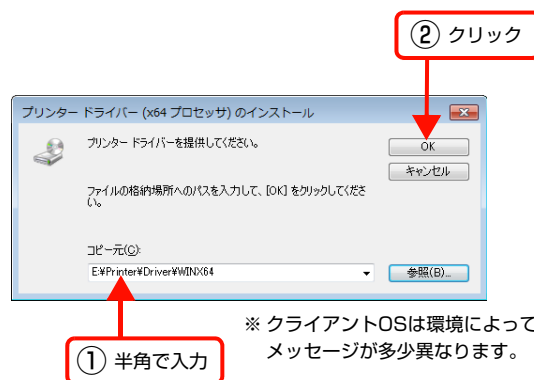 ② クリック
プリンター ドライバー (x64 プロセッサ) のインストール
プリンター ドライバーを提供してください。
OK
キャンセル
ファイルの格納場所へのパスを入力して、[OK] をクリックしてくださ
い。
コピー元(C):
E:¥Printer¥Driver¥WINX64
参照(B)...
※ クライアントOSは環境によって
メッセージが多少異なります。
① 半角で入力